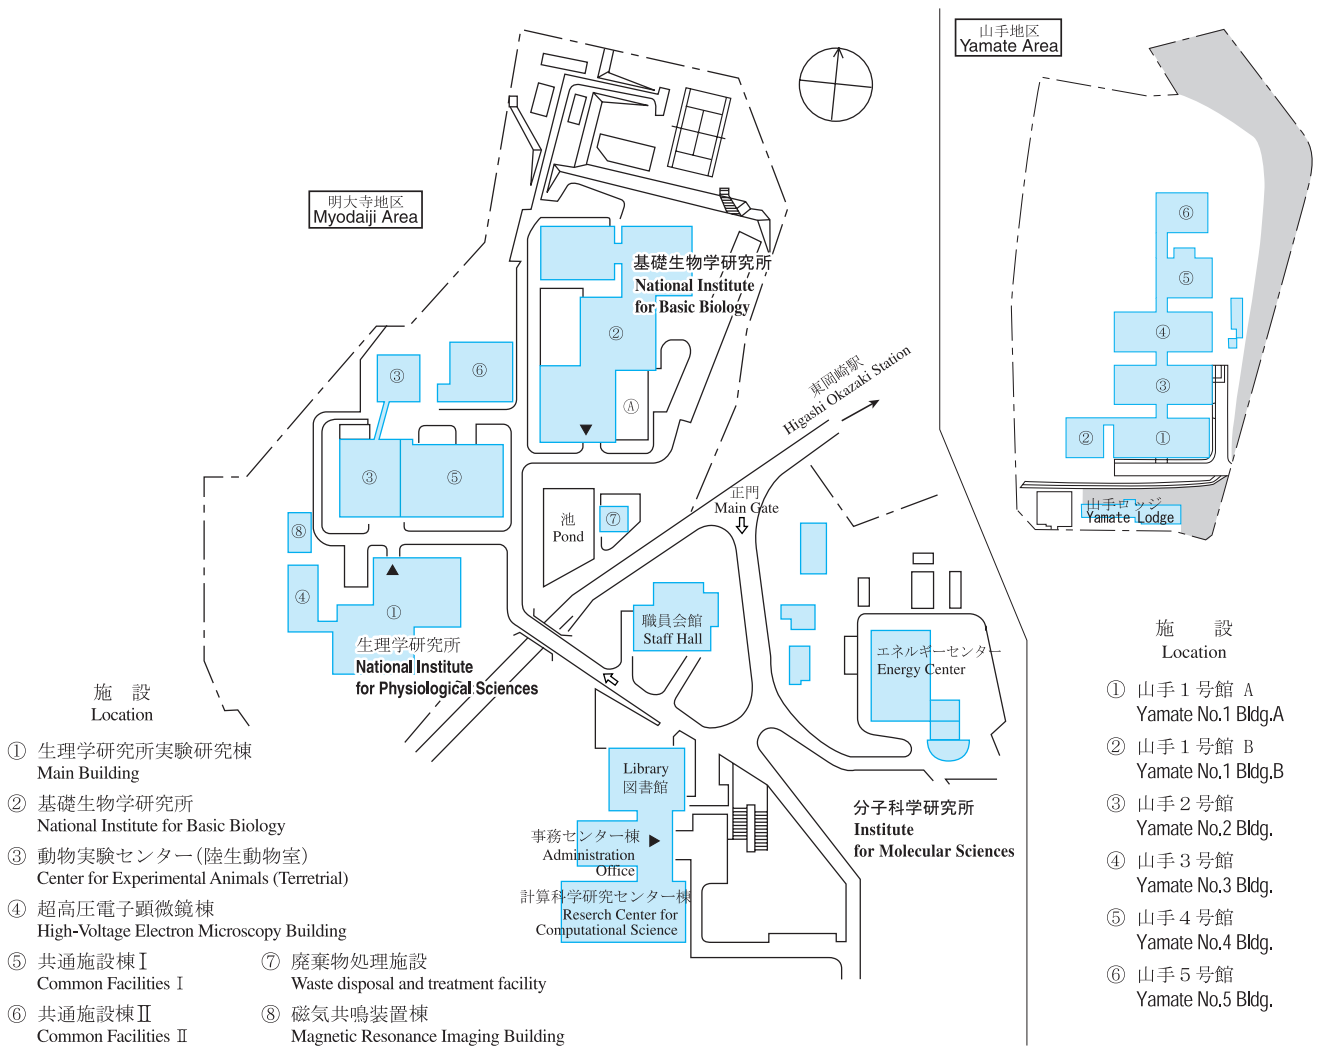 山手地区
Yamate Area
明大寺地区
Myodaiji Area
基礎生物学研究所
National Institute
for Basic Biology
②
Ⓐ
③
⑥
③
⑤
⑧
④
①
生理学研究所
National Institute
for Physiological Sciences
池
Pond
⑦
東岡崎駅
Higashi Okazaki Station
正門
Main Gate
職員会館
Staff Hall
エネルギーセンター
Energy Center
Library
図書館
事務センター棟
Administration
Office
計算科学研究センター棟
Reserch Center for
Computational Science
分子科学研究所
Institute
for Molecular Sciences
⑥
⑤
④
③
②
①
山手ロッジ
Yamate Lodge
施 設
Location
① 生理学研究所実験研究棟
Main Building
② 基礎生物学研究所
National Institute for Basic Biology
③ 動物実験センター(陸生動物室)
Center for Experimental Animals (Terretrial)
④ 超高圧電子顕微鏡棟
High-Voltage Electron Microscopy Building
⑤ 共通施設棟Ⅰ
Common Facilities Ⅰ
⑥ 共通施設棟Ⅱ
Common Facilities Ⅱ
⑦ 廃棄物処理施設
Waste disposal and treatment facility
⑧ 磁気共鳴装置棟
Magnetic Resonance Imaging Building
施 設
Location
① 山手1号館 A
Yamate No.1 Bldg.A
② 山手1号館 B
Yamate No.1 Bldg.B
③ 山手2号館
Yamate No.2 Bldg.
④ 山手3号館
Yamate No.3 Bldg.
⑤ 山手4号館
Yamate No.4 Bldg.
⑥ 山手5号館
Yamate No.5 Bldg.